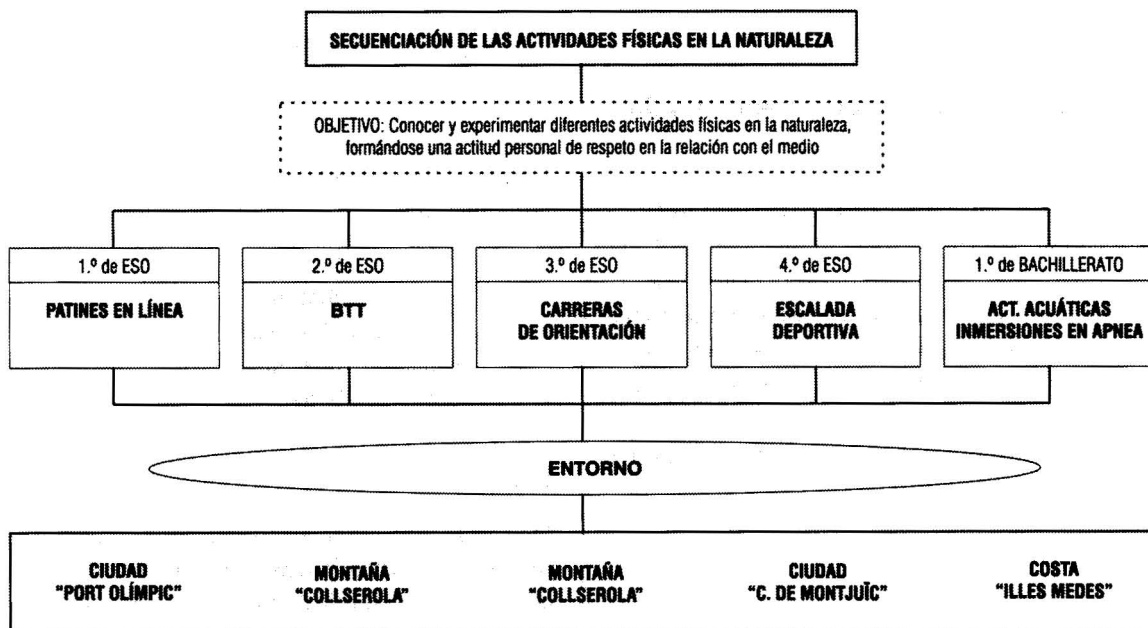 SECUENCIACIÓN DE LAS ACTIVIDADES FÍSICAS EN LA NATURALEZA
OBJETIVO: Conocer y experimentar diferentes actividades físicas en la naturaleza,
formándose una actitud personal de respeto en la relación con el medio
1.º de ESO
PATINES EN LÍNEA
2.º de ESO
BTT
3.º de ESO
CARRERAS
DE ORIENTACIÓN
4.º de ESO
ESCALADA
DEPORTIVA
1.º de BACHILLERATO
ACT. ACUÁTICAS
INMERSIONES EN APNEA
ENTORNO
CIUDAD
"PORT OLÍMPIC"
MONTAÑA
"COLLSEROLA"
MONTAÑA
"COLLSEROLA"
CIUDAD
"C. DE MONTJUÏC"
COSTA
"ILLES MEDES"